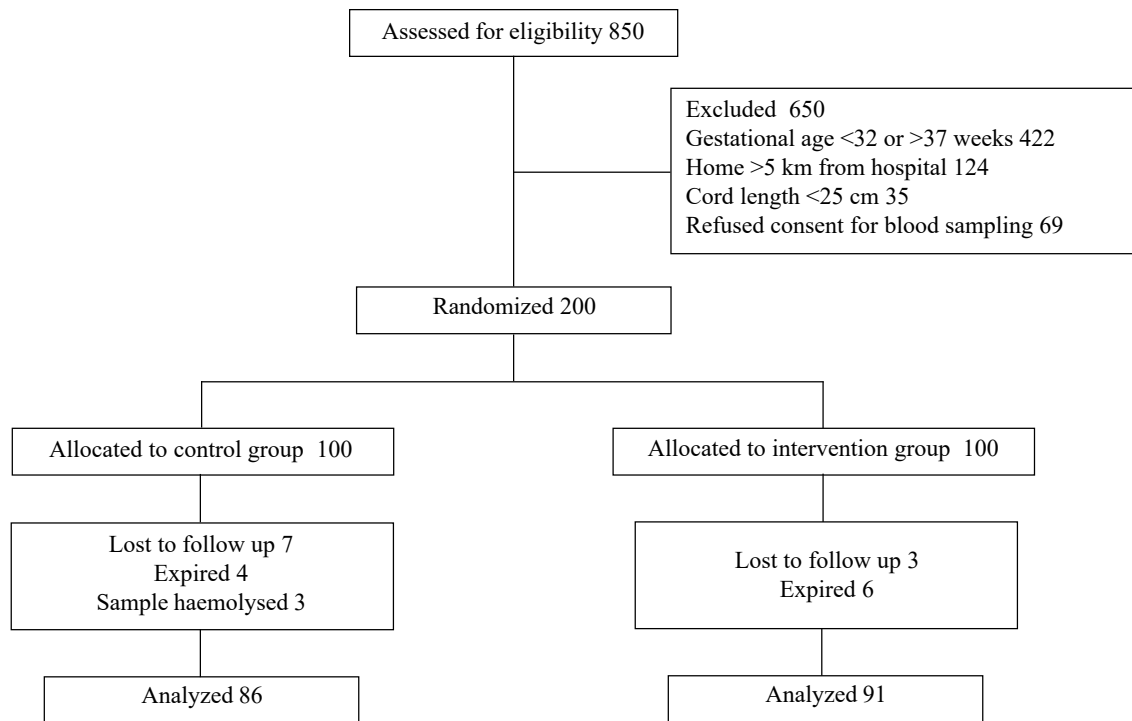 Assessed for eligibility 850
Excluded 650
Gestational age <32 or >37 weeks 422
Home >5 km from hospital 124
Cord length <25 cm 35
Refused consent for blood sampling 69
Randomized 200
Allocated to control group 100
Allocated to intervention group 100
Lost to follow up 7
Expired 4
Sample haemolysed 3
Lost to follow up 3
Expired 6
Analyzed 86
Analyzed 91